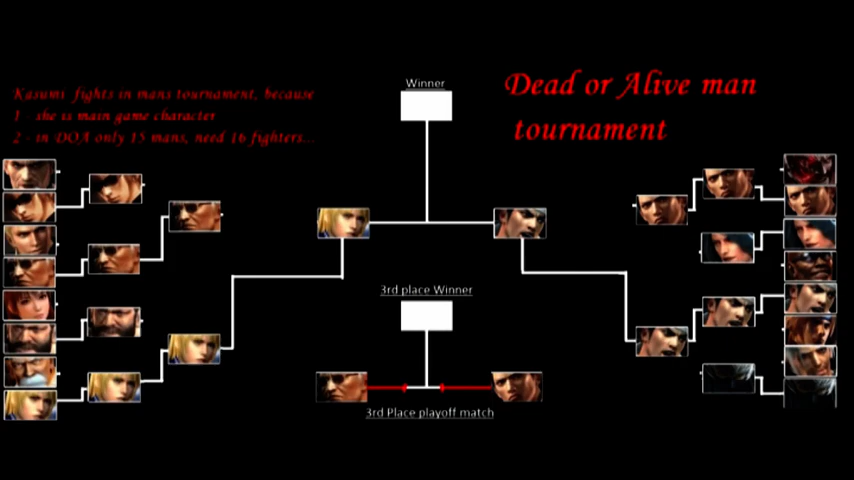 Winner
Dead or Alive man
tournament
Kasumi fights in mans tournament, because
1 - she is main game character
2 - in DOA only 15 mans, need 16 fighters...
3rd place Winner
3rd Place playoff match